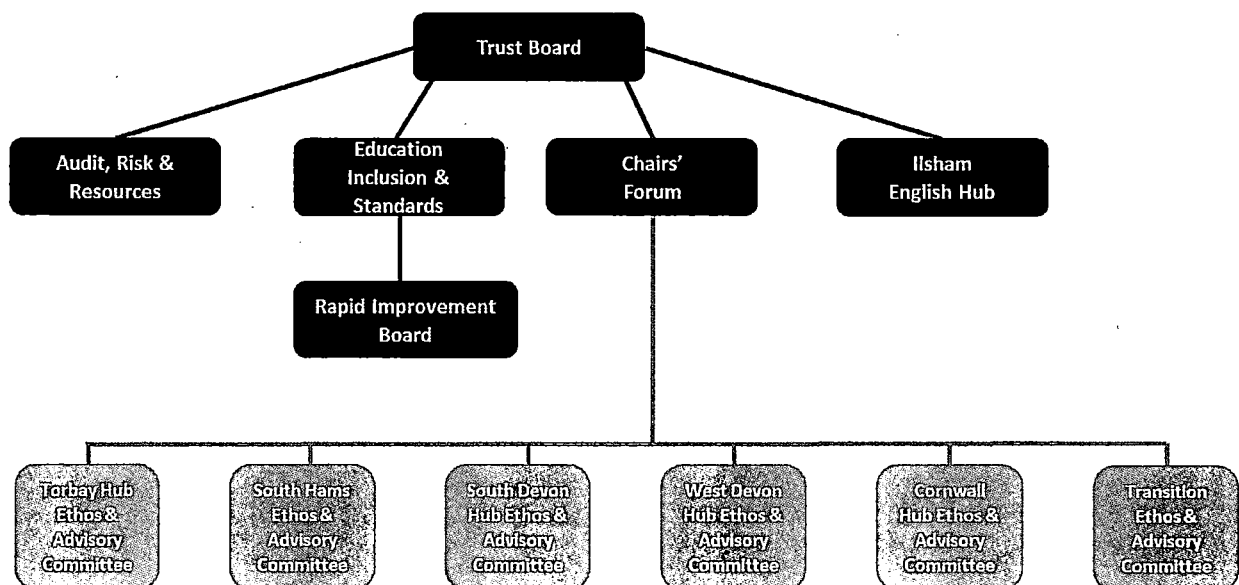 Trust Board
Audit, Risk &
Resources
Education
Inclusion &
Standards
Chairs'
Forum
Ilsham
English Hub
Rapid Improvement
Board
Torbay Hub
Ethos &
Advisory
Committee
South Hams
Ethos &
Advisory
Committee
South Devon
Hub Ethos &
Advisory
Committee
West Devon
Hub Ethos &
Advisory
Committee
Cornwall
Hub Ethos &
Advisory
Committee
Transition
Ethos &
Advisory
Committee